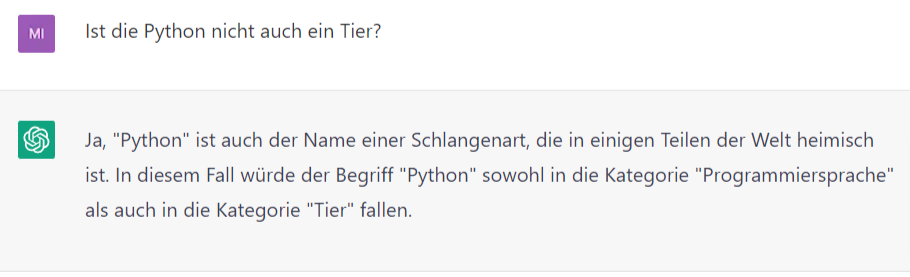 MI
Ist die Python nicht auch ein Tier?
Ja, "Python" ist auch der Name einer Schlangenart, die in einigen Teilen der Welt heimisch
ist. In diesem Fall würde der Begriff "Python" sowohl in die Kategorie "Programmiersprache"
als auch in die Kategorie "Tier" fallen.